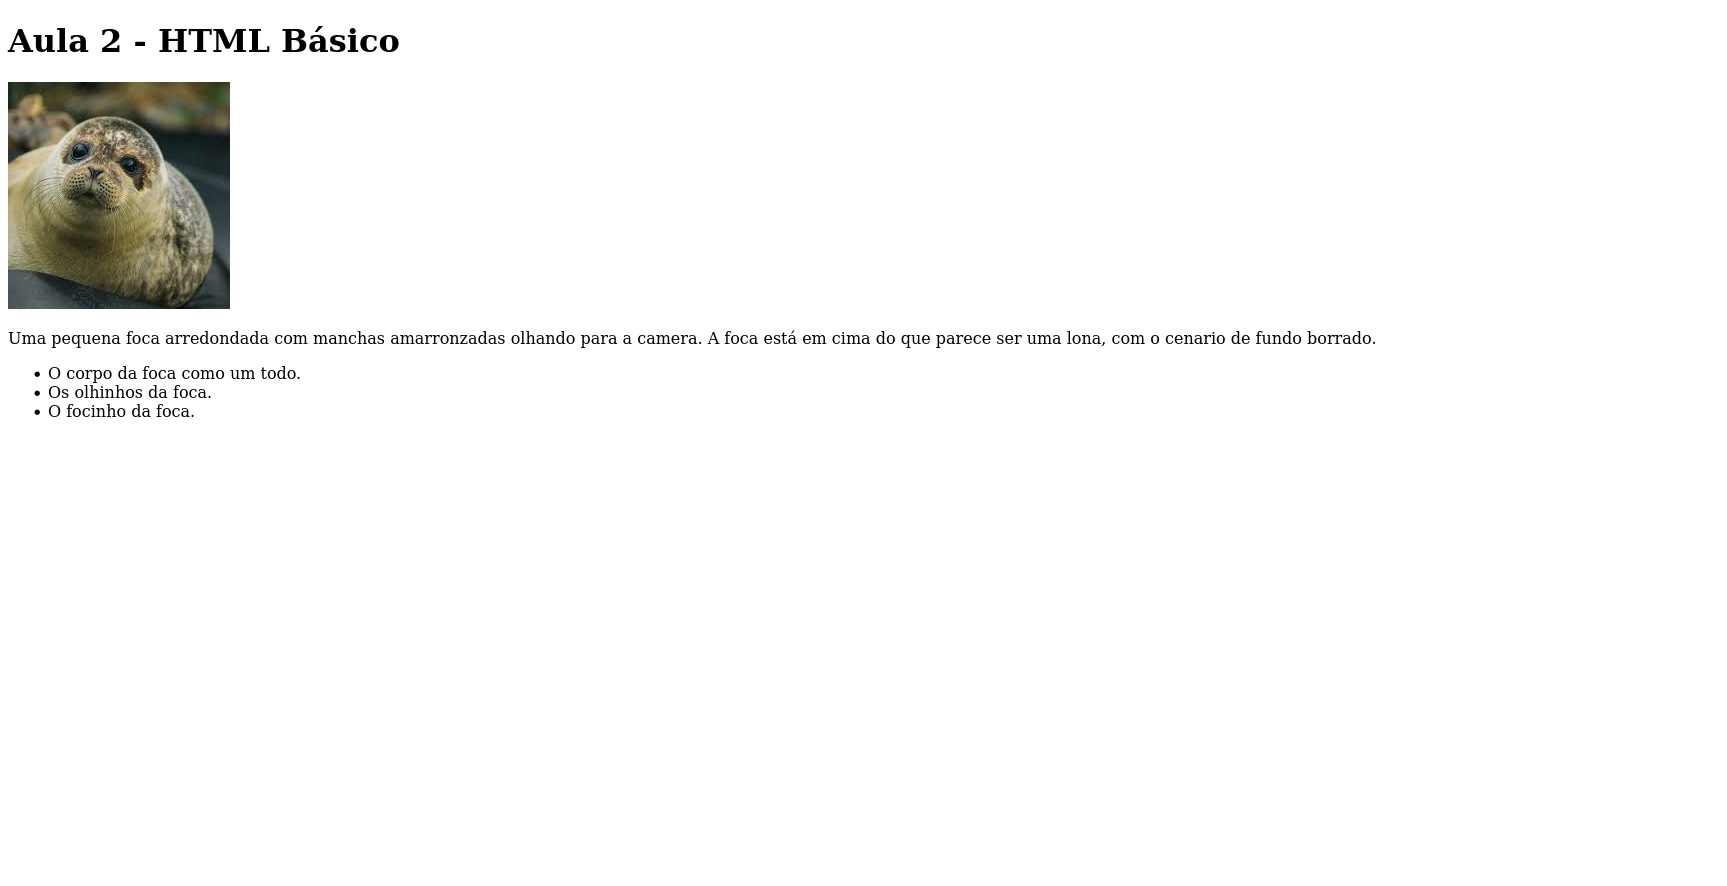 Aula 2 - HTML Básico
Uma pequena foca arredondada com manchas amarronzadas olhando para a camera. A foca está em cima do que parece ser uma lona, com o cenario de fundo borrado.
• O corpo da foca como um todo.
• Os olhinhos da foca.
• O focinho da foca.